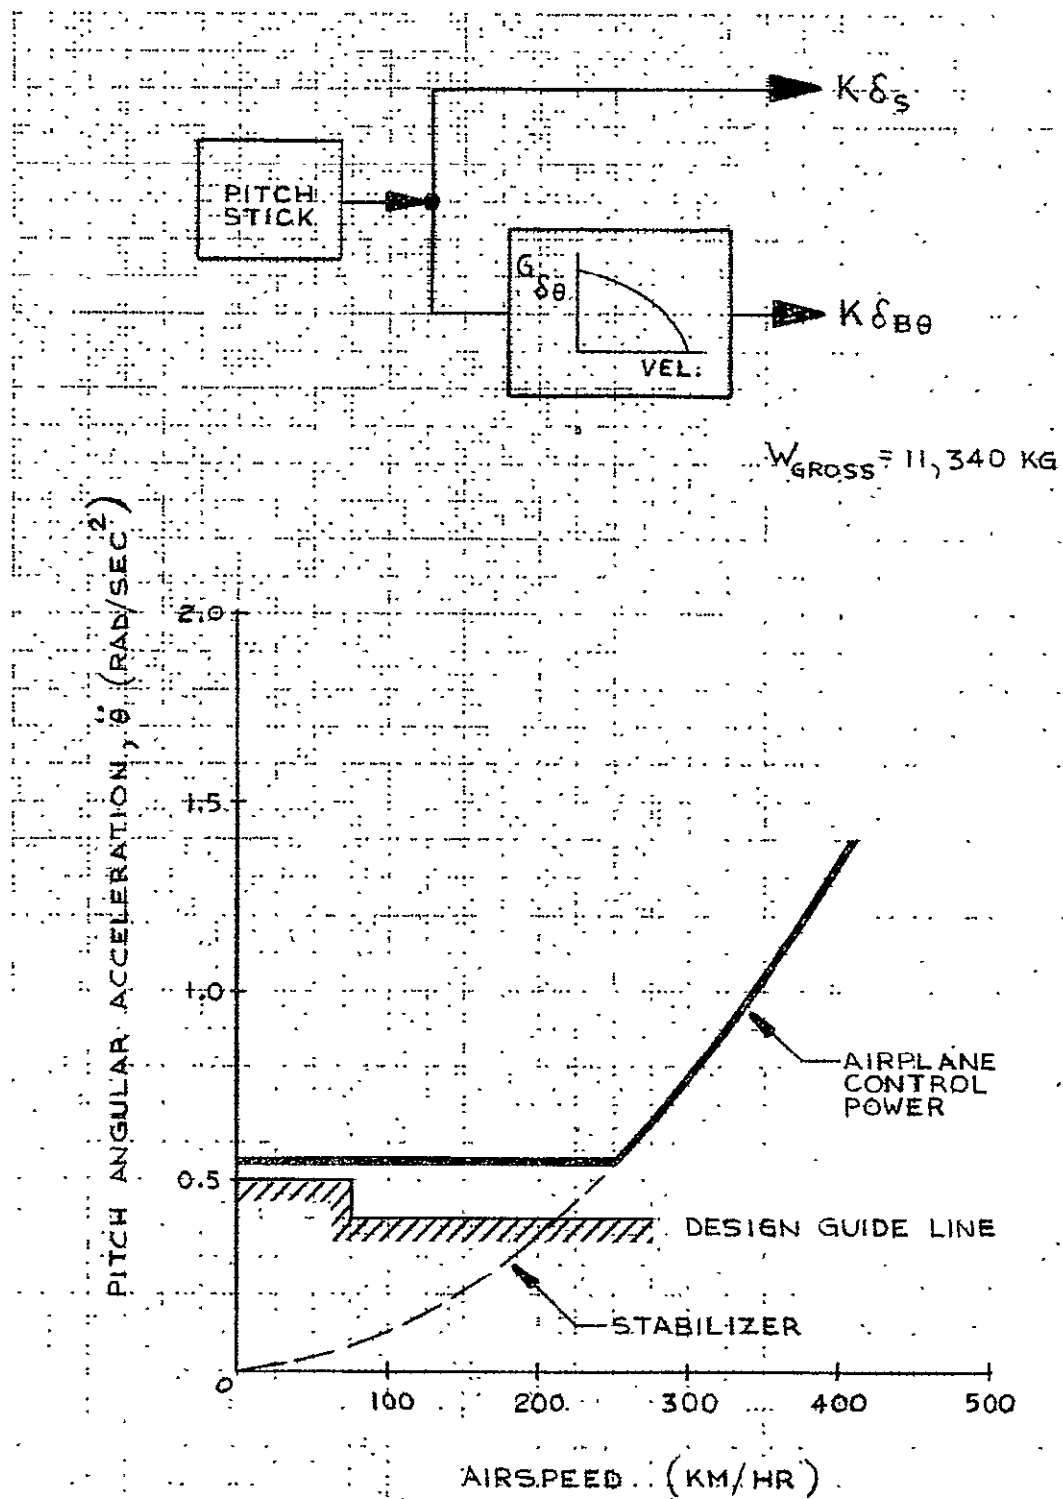 K δS
PITCH
STICK
G δθ
VEL.
K δBθ
WGROSS = 11,340 KG
PITCH ANGULAR ACCELERATION, θ̈ (RAD/SEC²)
2.0
1.5
1.0
0.5
0
AIRPLANE
CONTROL
POWER
DESIGN GUIDE LINE
STABILIZER
100
200
300
400
500
AIRSPEED (KM/HR)